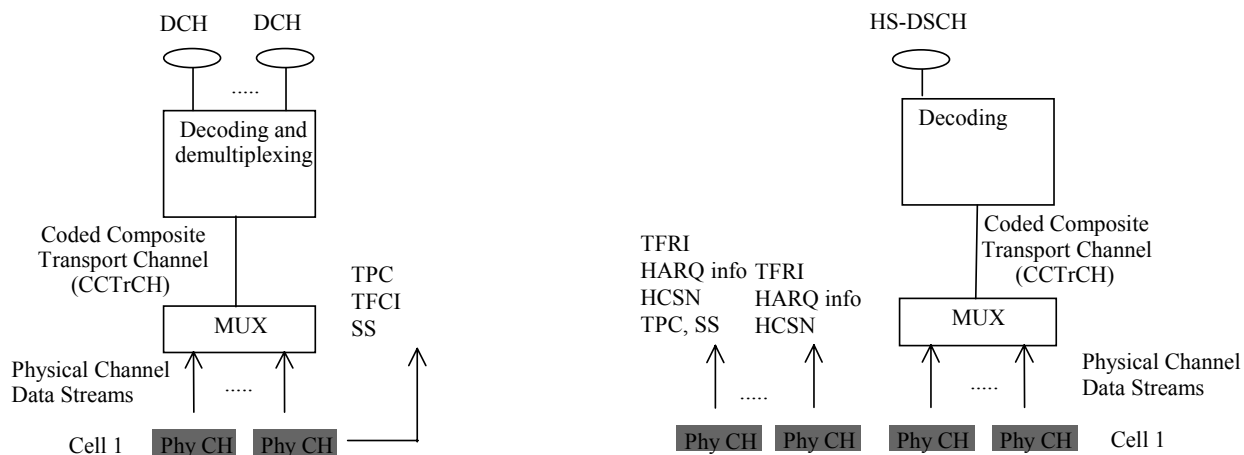 DCH
DCH
.....
Decoding and
demultiplexing
Coded Composite
Transport Channel
(CCTrCH)
MUX
TPC
TFCI
SS
Physical Channel
Data Streams
.....
Cell 1
Phy CH
Phy CH
HS-DSCH
Decoding
Coded Composite
Transport Channel
(CCTrCH)
TFRI
HARQ info
HCSN
TPC, SS
TFRI
HARQ info
HCSN
MUX
Physical Channel
Data Streams
.....
.....
Phy CH
Phy CH
Phy CH
Phy CH
Cell 1